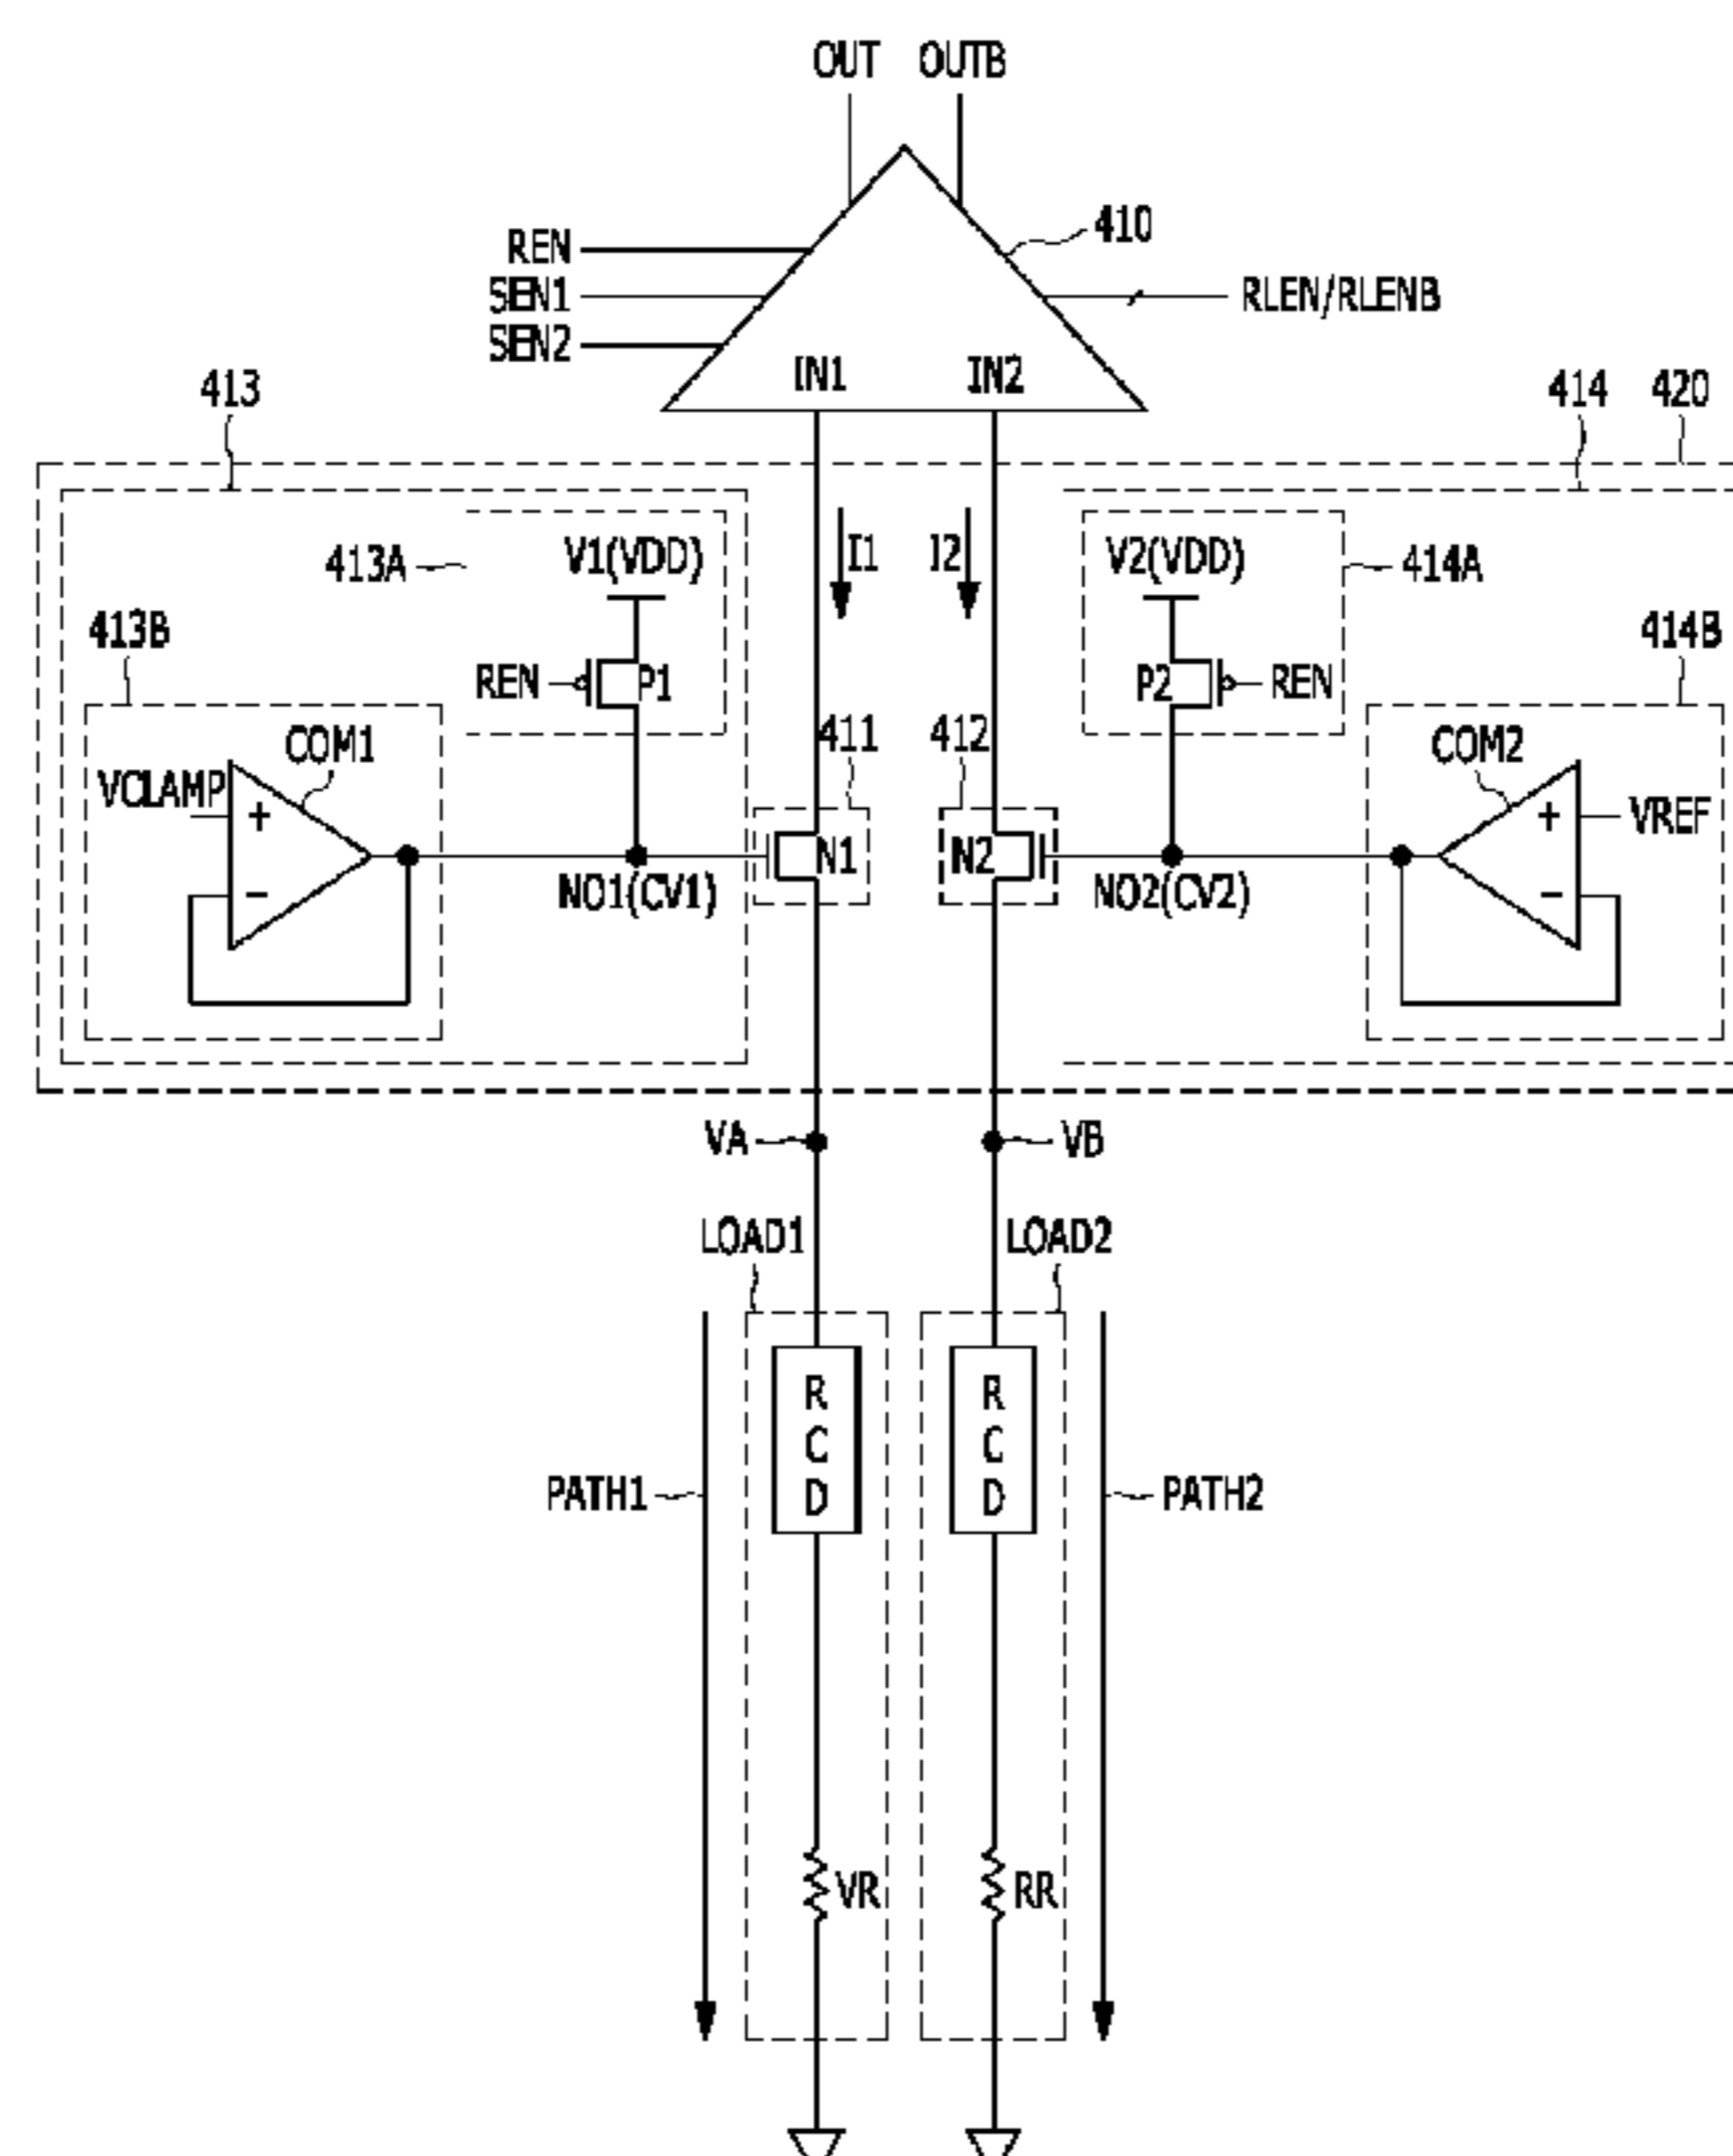 OUT OUTB
410
REN
SEN1
SEN2
RLEN/RLENB
IN1 IN2
413
414
420
413A
V1(VDD)
I1
I2
V2(VDD)
414A
413B
REN
P1
P2
REN
414B
COM1
411
412
COM2
VCLAMP
+
+
VREF
N1
N2
NO1(CV1)
NO2(CV2)
−
−
VA
VB
LOAD1
LOAD2
R
C
D
R
C
D
PATH1
PATH2
VR
RR